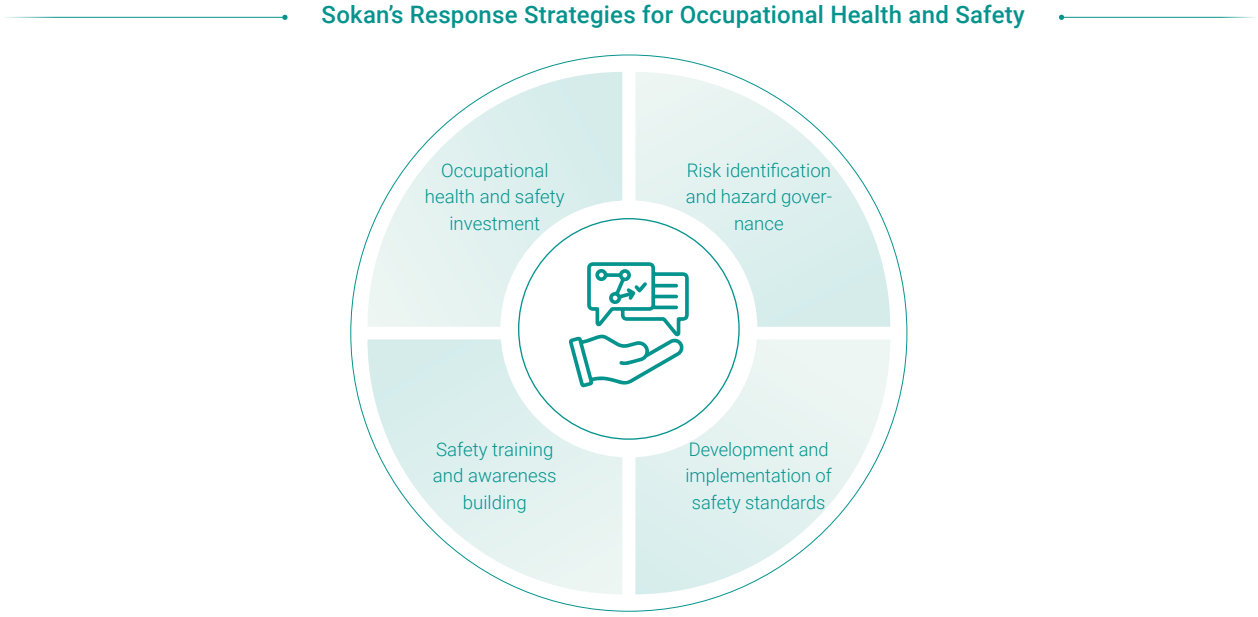 Sokan's Response Strategies for Occupational Health and Safety
Occupational
health and safety
investment
Risk identification
and hazard gover-
nance
Safety training
and awareness
building
Development and
implementation of
safety standards